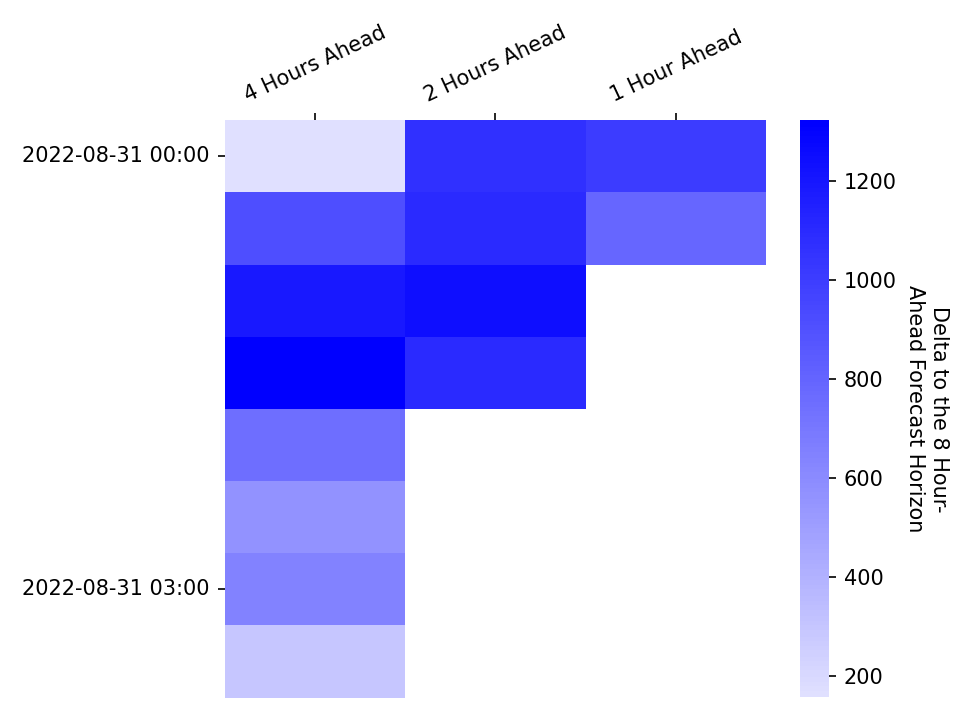 4 Hours Ahead
2 Hours Ahead
1 Hour Ahead
2022-08-31 00:00
2022-08-31 03:00
1200
1000
800
600
400
200
Delta to the 8 Hour-
Ahead Forecast Horizon